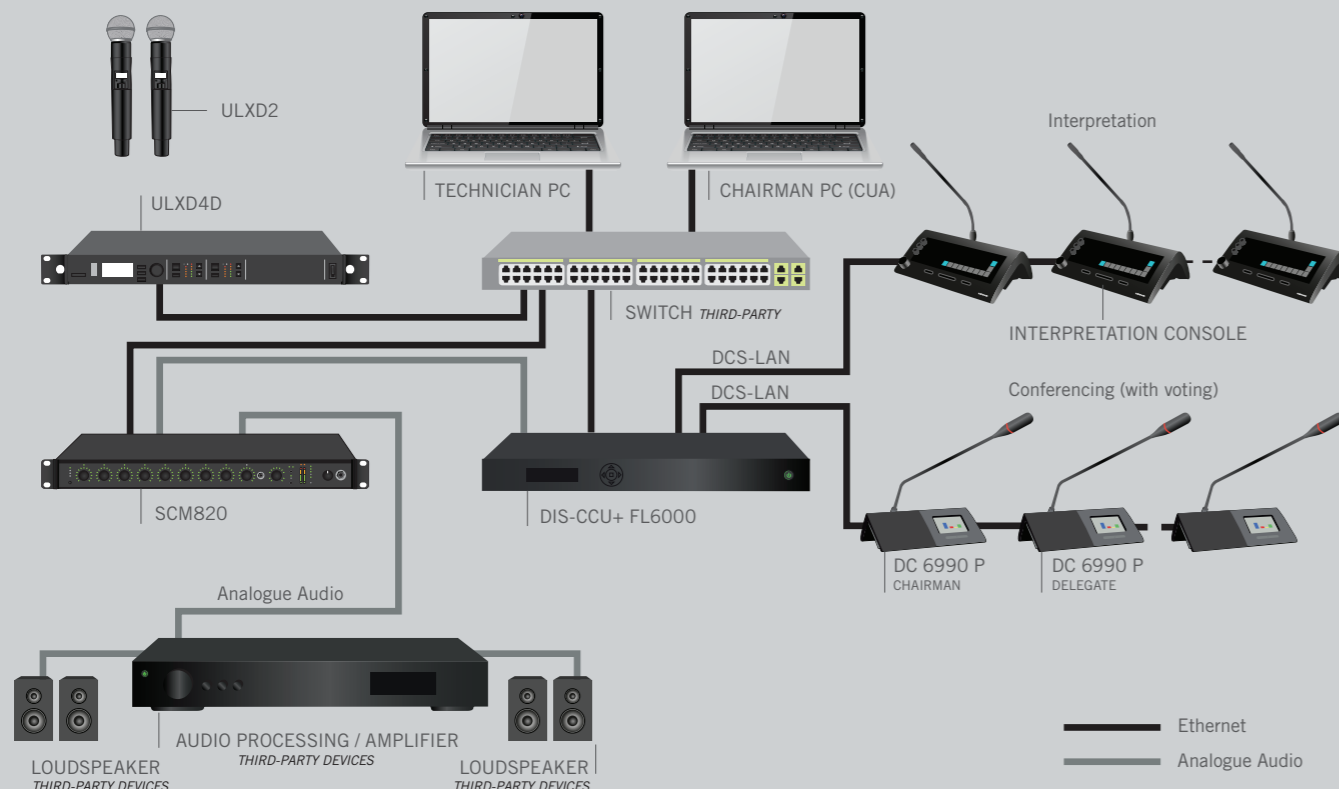 ULXD2
ULXD4D
TECHNICIAN PC
CHAIRMAN PC (CUA)
Interpretation
SWITCH THIRD-PARTY
INTERPRETATION CONSOLE
DCS-LAN
DCS-LAN
Conferencing (with voting)
SCM820
DIS-CCU+ FL6000
DC 6990 P
CHAIRMAN
DC 6990 P
DELEGATE
Analogue Audio
AUDIO PROCESSING / AMPLIFIER
THIRD-PARTY DEVICES
LOUDSPEAKER
THIRD-PARTY DEVICES
LOUDSPEAKER
THIRD-PARTY DEVICES
Ethernet
Analogue Audio